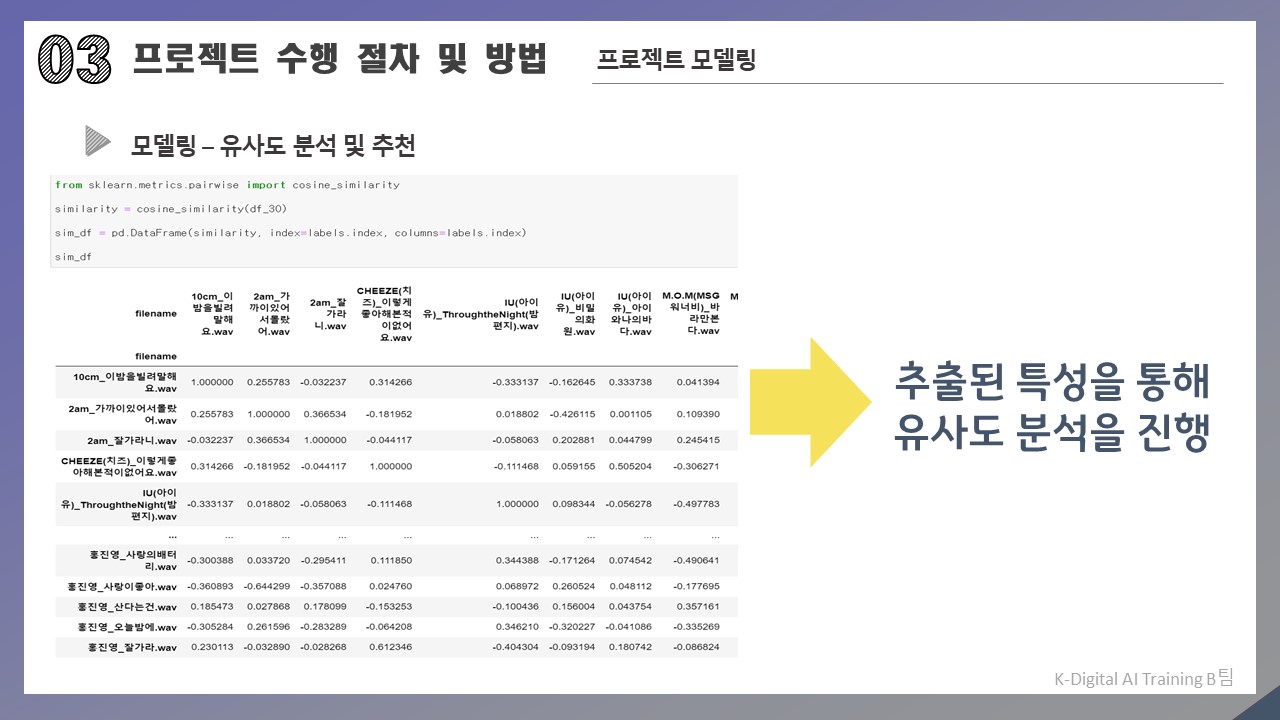 03 프로젝트 수행 절차 및 방법 프로젝트 모델링
모델링 – 유사도 분석 및 추천
from sklearn.metrics.pairwise import cosine_similarity
similarity = cosine_similarity(df_30)
sim_df = pd.DataFrame(similarity, index=labels.index, columns=labels.index)
sim_df
filename 10cm_이밤을빌려말해요.wav 2am_가까이있어서몰랐어.wav 2am_잘가라니.wav CHEEZE(치즈)_이렇게좋아해본적이없어요.wav IU(아이유)_ThroughtheNight(밤편지).wav IU(아이유)_비밀의화원.wav IU(아이유)_아이와나의바다.wav M.O.M(MSG워너비)_바라만본다.wav M
filename
10cm_이밤을빌려말해요.wav 1.000000 0.255783 -0.032237 0.314266 -0.333137 -0.162645 0.333738 0.041394
2am_가까이있어서몰랐어.wav 0.255783 1.000000 0.366534 -0.181952 0.018802 -0.426115 0.001105 0.109390
2am_잘가라니.wav -0.032237 0.366534 1.000000 -0.044117 -0.058063 0.202881 0.044799 0.245415
CHEEZE(치즈)_이렇게좋아해본적이없어요.wav 0.314266 -0.181952 -0.044117 1.000000 -0.111468 0.059155 0.505204 -0.306271
IU(아이유)_ThroughtheNight(밤편지).wav -0.333137 0.018802 -0.058063 -0.111468 1.000000 0.098344 -0.056278 -0.497783
... ... ... ... ... ... ... ... ...
홍진영_사랑의배터리.wav -0.300388 0.033720 -0.295411 0.111850 0.344388 -0.171264 0.074542 -0.490641
홍진영_사랑이좋아.wav -0.360893 -0.644299 -0.357088 0.024760 0.068972 0.260524 0.048112 -0.177695
홍진영_산다는건.wav 0.185473 0.027868 0.178099 -0.153253 -0.100436 0.156004 0.043754 0.357161
홍진영_오늘밤에.wav -0.305284 0.261596 -0.283289 -0.064208 0.346210 -0.320227 -0.041086 -0.335269
홍진영_잘가라.wav 0.230113 -0.032890 -0.028268 0.612346 -0.404304 -0.093194 0.180742 -0.086824
추출된 특성을 통해
유사도 분석을 진행
K-Digital AI Training B팀